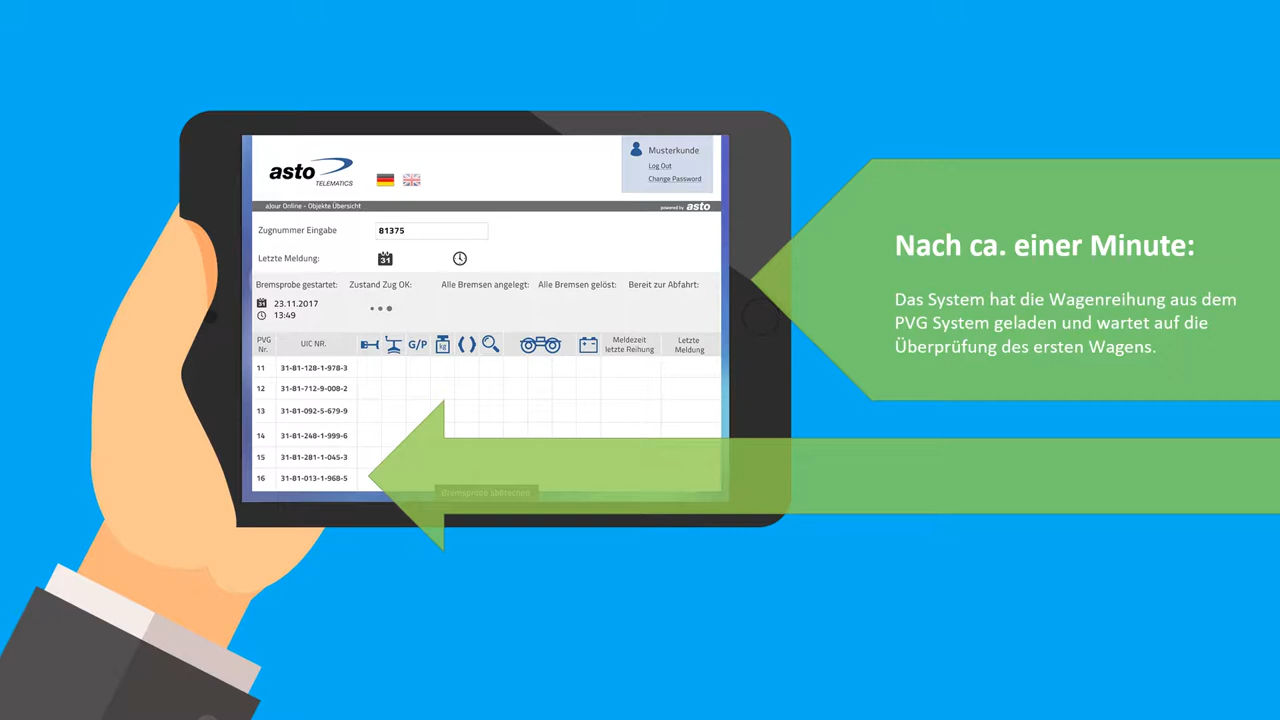 asto
TELEMATICS
Musterkunde
Log Out
Change Password
aJour Online - Objekte Übersicht
powered by asto
Zugnummer Eingabe
81375
Letzte Meldung:
31
Bremsprobe gestartet:
Zustand Zug OK:
Alle Bremsen angelegt:
Alle Bremsen gelöst:
Bereit zur Abfahrt:
31 23.11.2017
13:49
PVG Nr.
UIC NR.
G/P
kg
Meldezeit letzte Reihung
Letzte Meldung
11 31-81-128-1-978-3
12 31-81-712-9-008-2
13 31-81-092-5-679-9
14 31-81-248-1-999-6
15 31-81-281-1-045-3
16 31-81-013-1-968-5
Bremsprobe abbrechen
Nach ca. einer Minute:
Das System hat die Wagenreihung aus dem
PVG System geladen und wartet auf die
Überprüfung des ersten Wagens.